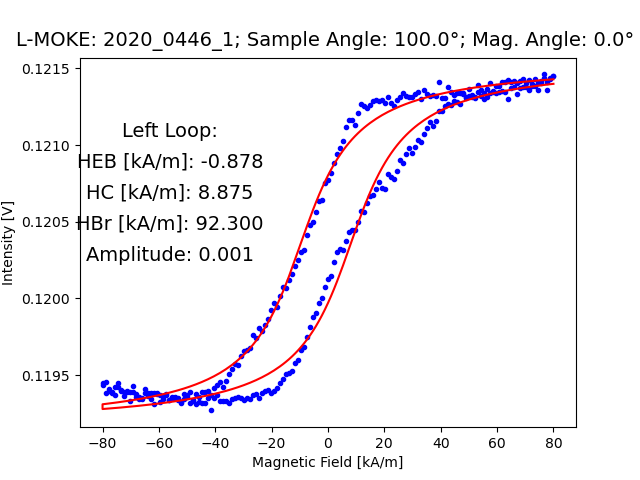 L-MOKE: 2020_0446_1; Sample Angle: 100.0°; Mag. Angle: 0.0°
0.1215
0.1210
0.1205
0.1200
0.1195
Intensity [V]
Left Loop:
HEB [kA/m]: -0.878
HC [kA/m]: 8.875
HBr [kA/m]: 92.300
Amplitude: 0.001
−80 −60 −40 −20 0 20 40 60 80
Magnetic Field [kA/m]